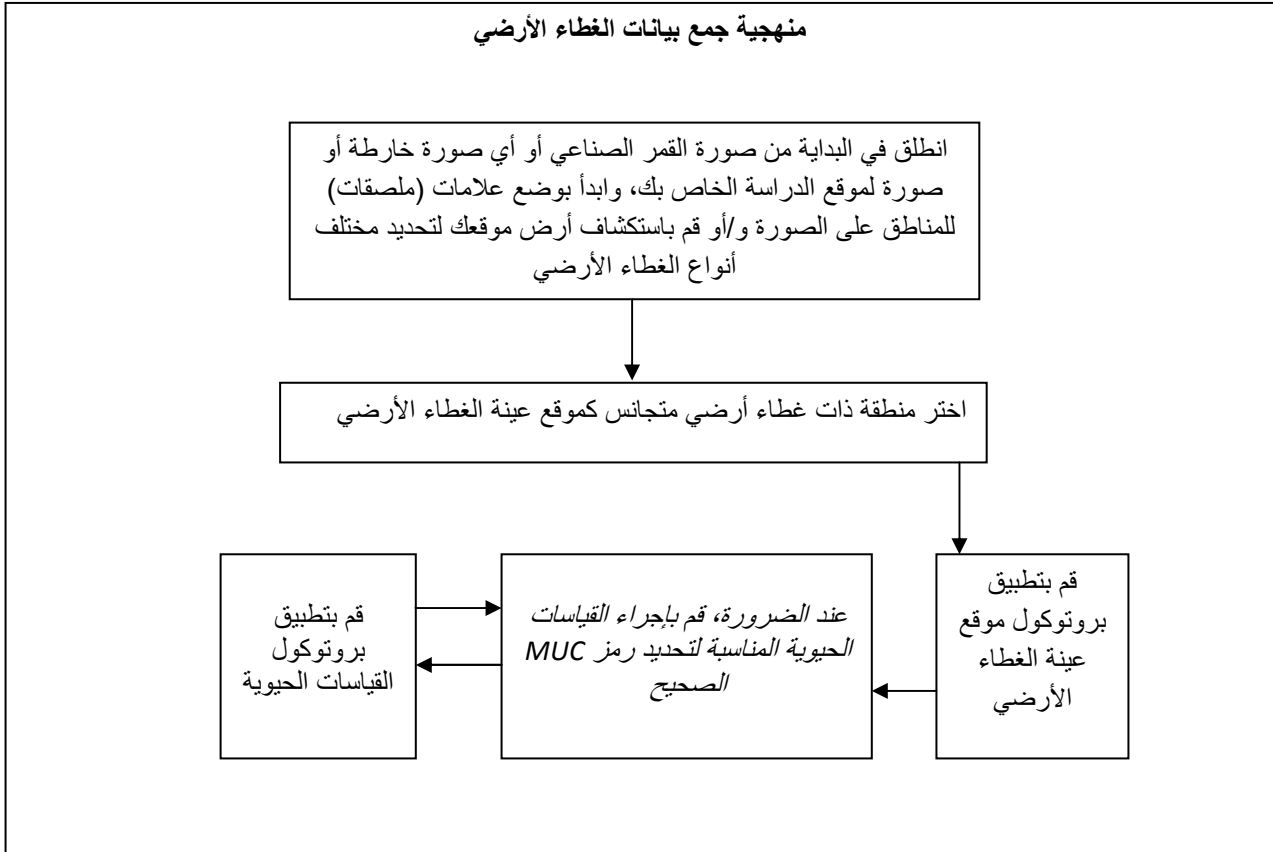 منهجية جمع بيانات الغطاء الأرضي
انطلق في البداية من صورة القمر الصناعي أو أي صورة خارطة أو
صورة لموقع الدراسة الخاص بك، وابدأ بوضع علامات (ملصقات)
للمناطق على الصورة و/أو قم باستكشاف أرض موقعك لتحديد مختلف
أنواع الغطاء الأرضي
اختر منطقة ذات غطاء أرضي متجانس كموقع عينة الغطاء الأرضي
قم بتطبيق
بروتوكول موقع
عينة الغطاء
الأرضي
عند الضرورة، قم بإجراء القياسات
الحيوية المناسبة لتحديد رمز MUC
الصحيح
قم بتطبيق
بروتوكول
القياسات الحيوية